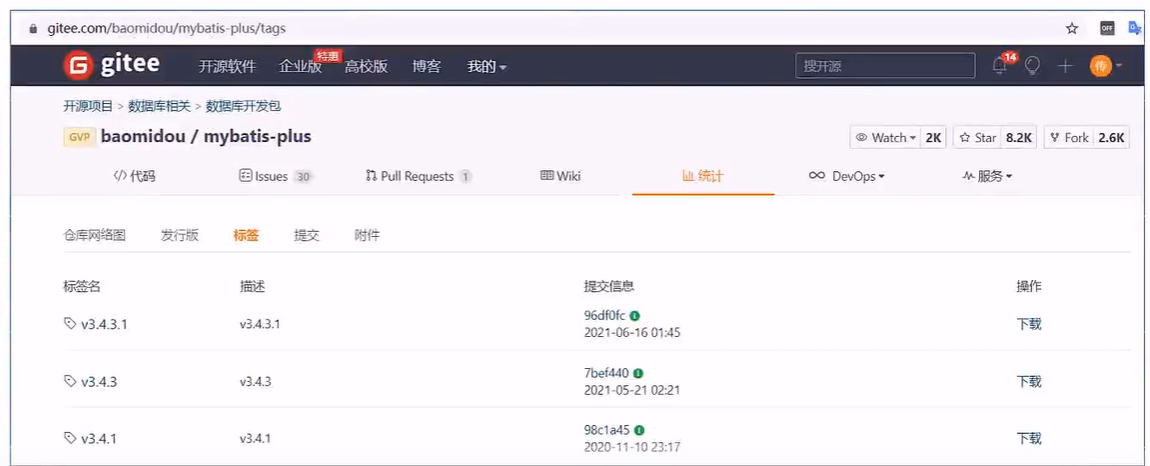 gitee.com/baomidou/mybatis-plus/tags OFF
gitee 开源软件 企业版 特惠 高校版 博客 我的 搜开源 14 传
开源项目 > 数据库相关 > 数据库开发包
GVP baomidou / mybatis-plus Watch 2K Star 8.2K Fork 2.6K
代码 Issues 30 Pull Requests 1 Wiki 统计 DevOps 服务
仓库网络图 发行版 标签 提交 附件
标签名 描述 提交信息 操作
v3.4.3.1 v3.4.3.1 96df0fc 下载
2021-06-16 01:45
v3.4.3 v3.4.3 7bef440 下载
2021-05-21 02:21
v3.4.1 v3.4.1 98c1a45 下载
2020-11-10 23:17